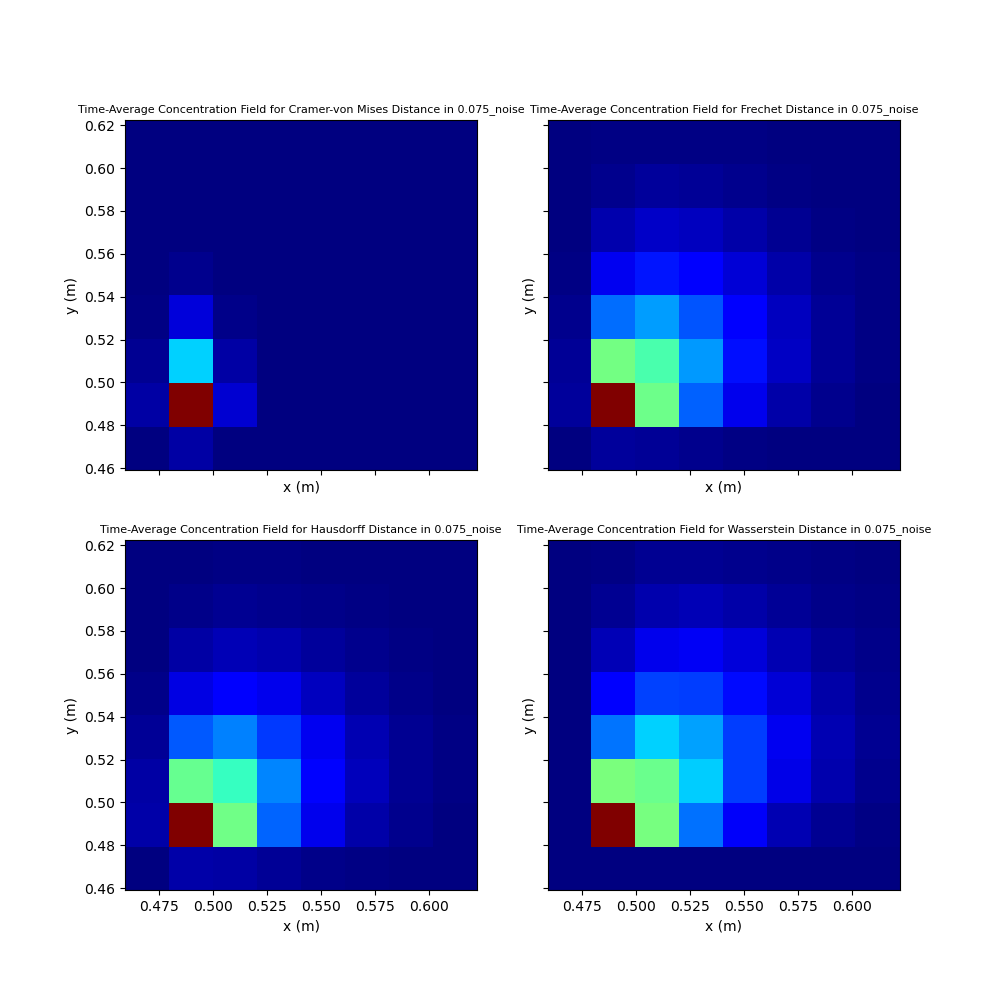 Time-Average Concentration Field for Cramer-von Mises Distance in 0.075_noise
Time-Average Concentration Field for Frechet Distance in 0.075_noise
0.62
0.60
0.58
0.56
0.54
0.52
0.50
0.48
0.46
y (m)
y (m)
x (m)
x (m)
Time-Average Concentration Field for Hausdorff Distance in 0.075_noise
Time-Average Concentration Field for Wasserstein Distance in 0.075_noise
0.62
0.60
0.58
0.56
0.54
0.52
0.50
0.48
0.46
y (m)
y (m)
0.475 0.500 0.525 0.550 0.575 0.600
0.475 0.500 0.525 0.550 0.575 0.600
x (m)
x (m)